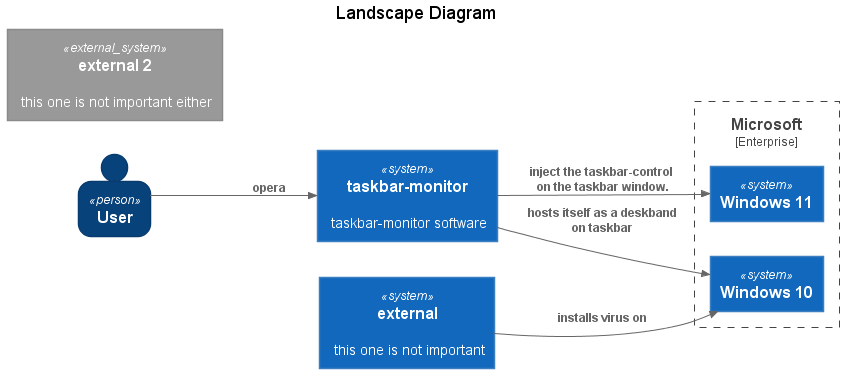 Landscape Diagram
«external_system»
external 2
this one is not important either
«person»
User
opera
«system»
taskbar-monitor
taskbar-monitor software
inject the taskbar-control
on the taskbar window.
hosts itself as a deskband
on taskbar
Microsoft
[Enterprise]
«system»
Windows 11
«system»
Windows 10
«system»
external
this one is not important
installs virus on